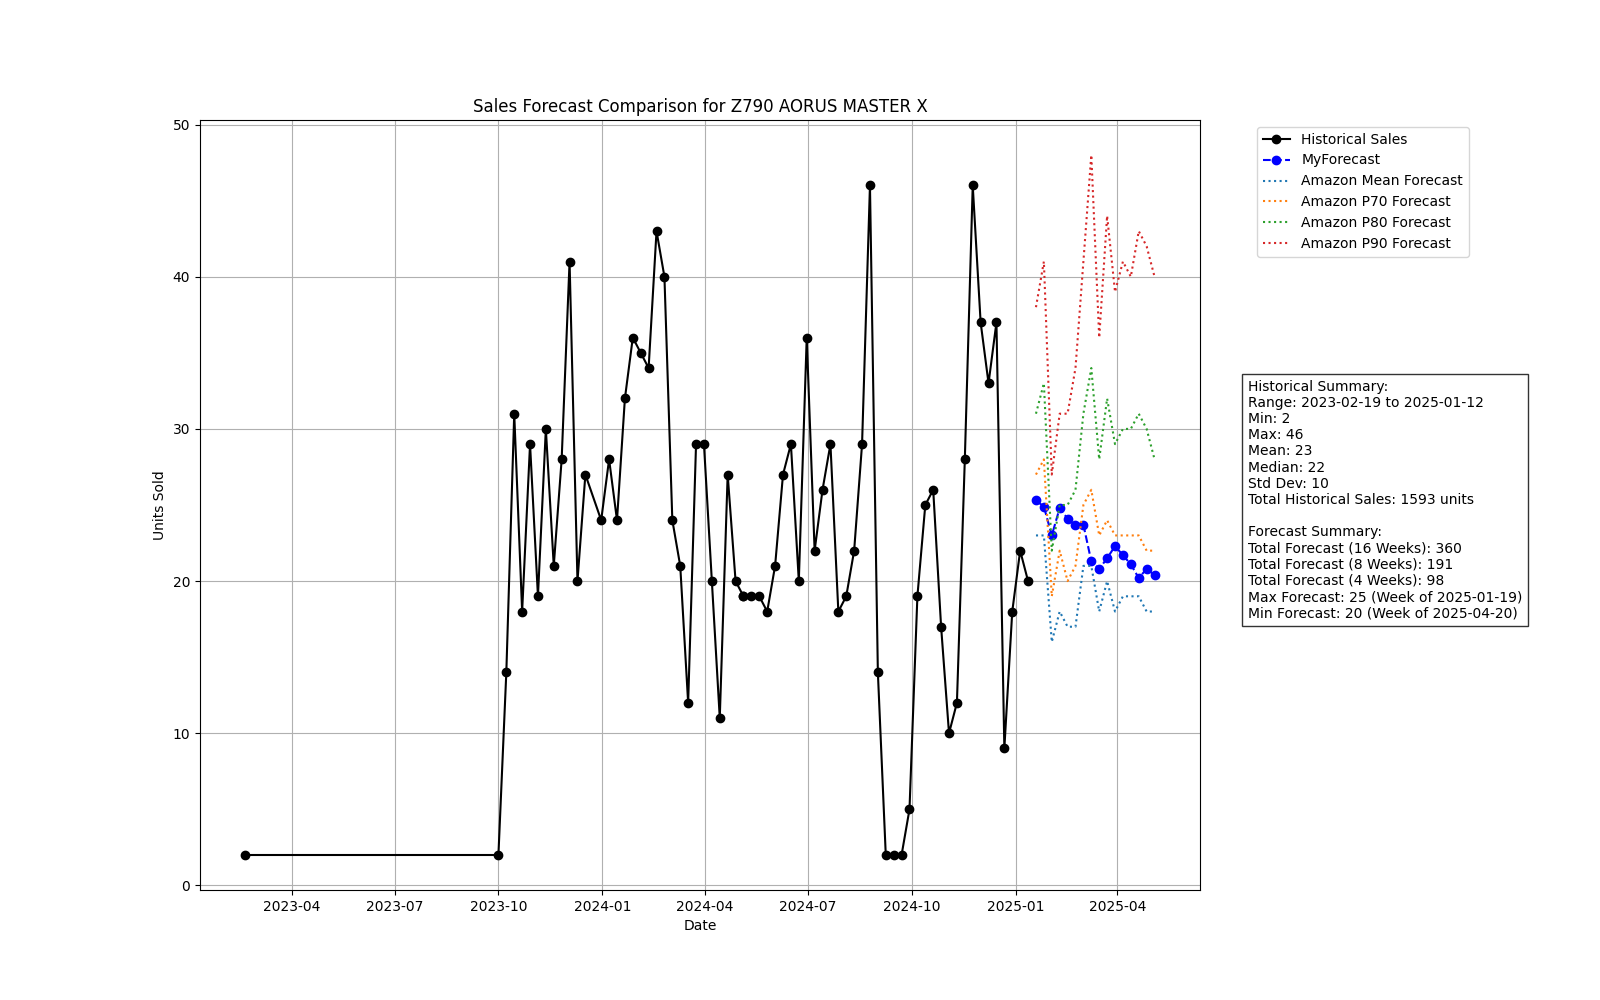 Sales Forecast Comparison for Z790 AORUS MASTER X
Units Sold
50
40
30
20
10
0
2023-04 2023-07 2023-10 2024-01 2024-04 2024-07 2024-10 2025-01 2025-04
Date
Historical Sales
MyForecast
Amazon Mean Forecast
Amazon P70 Forecast
Amazon P80 Forecast
Amazon P90 Forecast
Historical Summary:
Range: 2023-02-19 to 2025-01-12
Min: 2
Max: 46
Mean: 23
Median: 22
Std Dev: 10
Total Historical Sales: 1593 units
Forecast Summary:
Total Forecast (16 Weeks): 360
Total Forecast (8 Weeks): 191
Total Forecast (4 Weeks): 98
Max Forecast: 25 (Week of 2025-01-19)
Min Forecast: 20 (Week of 2025-04-20)